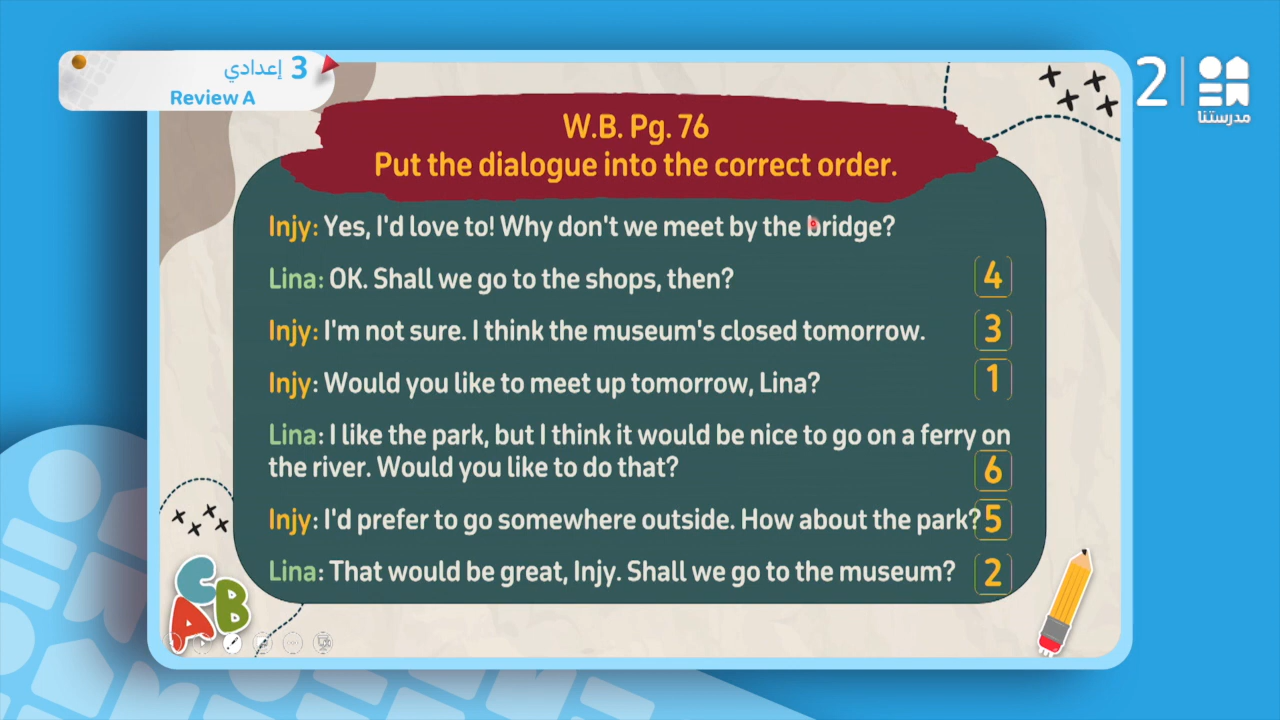 3 إعدادي
Review A
2
مدرستنا
W.B. Pg. 76
Put the dialogue into the correct order.
Injy: Yes, I'd love to! Why don't we meet by the bridge?
Lina: OK. Shall we go to the shops, then? 4
Injy: I'm not sure. I think the museum's closed tomorrow. 3
Injy: Would you like to meet up tomorrow, Lina? 1
Lina: I like the park, but I think it would be nice to go on a ferry on
the river. Would you like to do that? 6
Injy: I'd prefer to go somewhere outside. How about the park? 5
Lina: That would be great, Injy. Shall we go to the museum? 2
C
A B